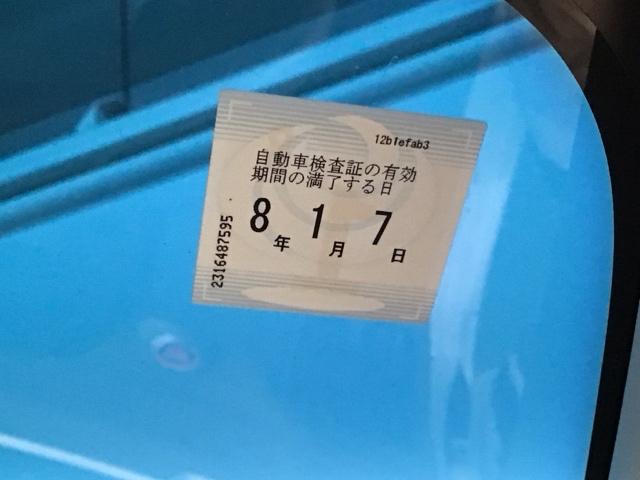 12b1efab3
自動車検査証の有効
期間の満了する日
8年 1月 7日
2316487595